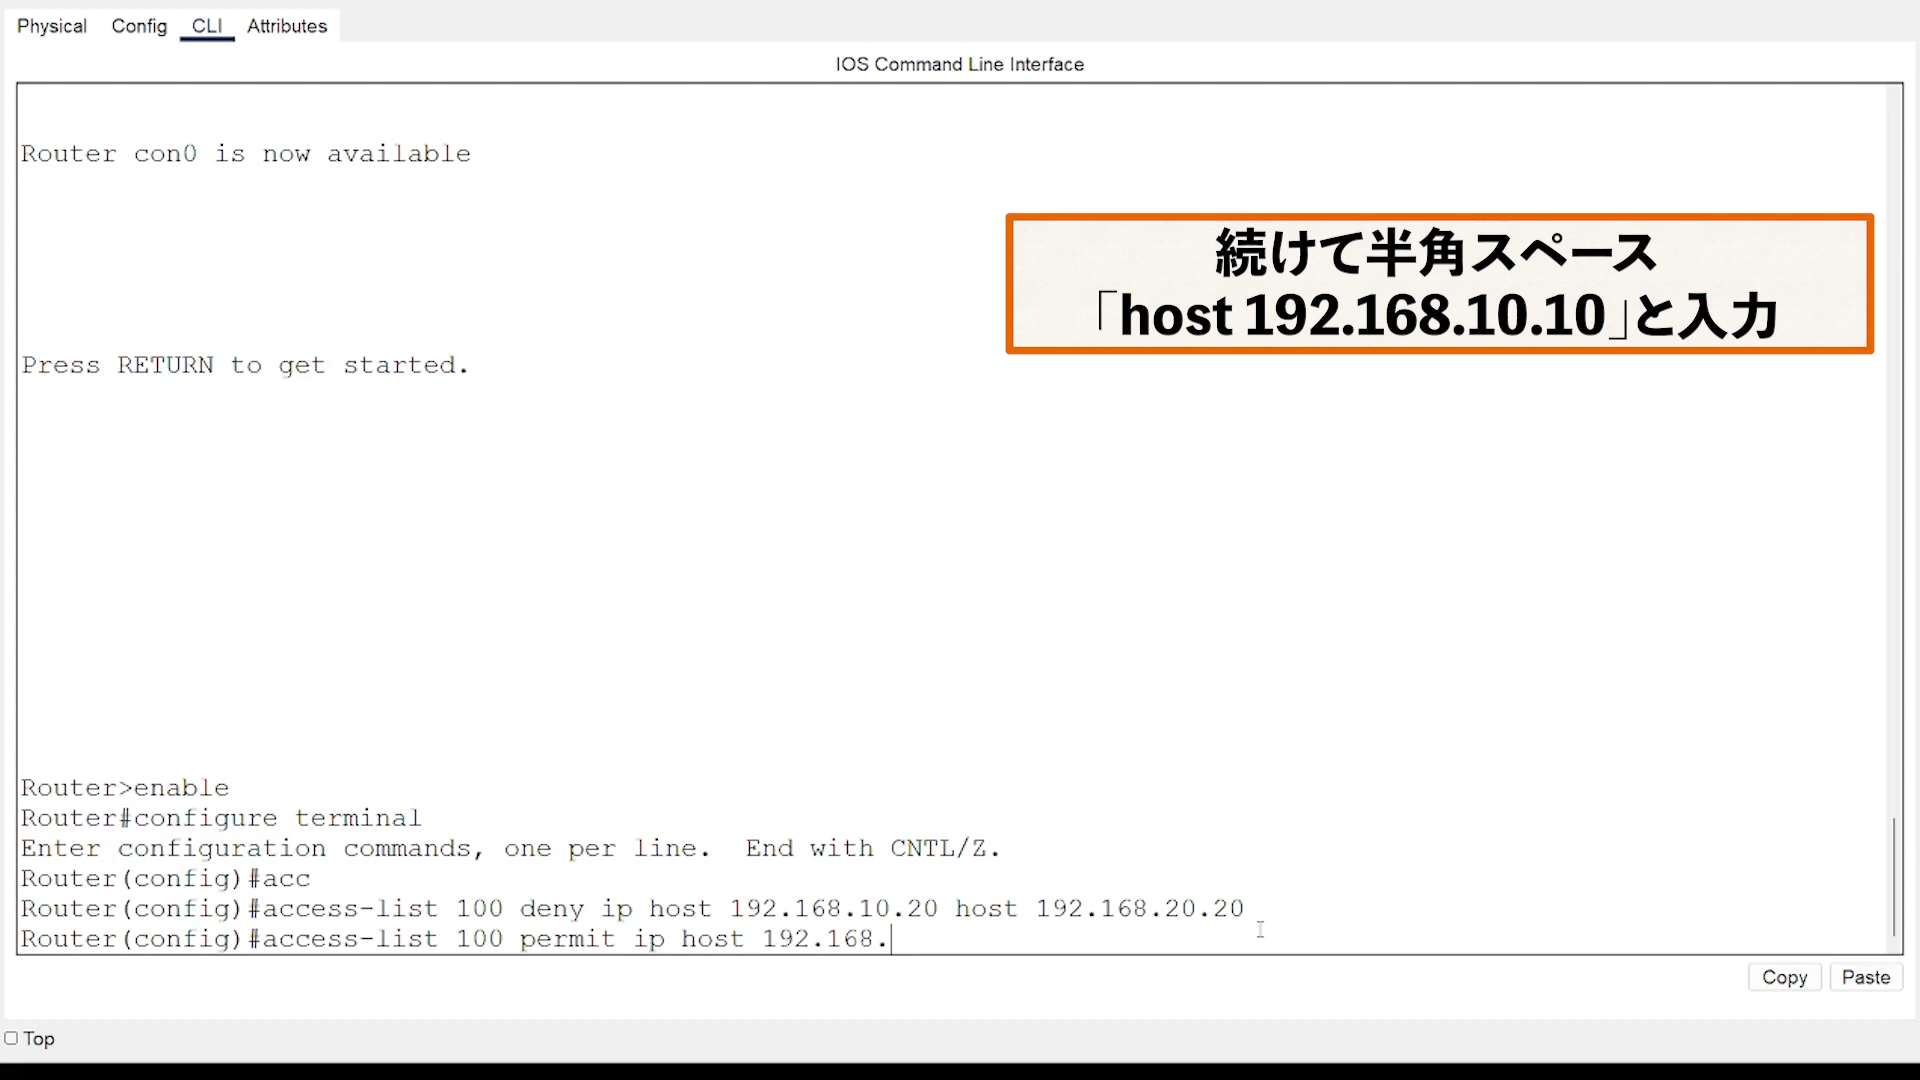 Physical Config CLI Attributes
IOS Command Line Interface
Router con0 is now available
続けて半角スペース
「host 192.168.10.10」と入力
Press RETURN to get started.
Router>enable
Router#configure terminal
Enter configuration commands, one per line.  End with CNTL/Z.
Router(config)#acc
Router(config)#access-list 100 deny ip host 192.168.10.20 host 192.168.20.20
Router(config)#access-list 100 permit ip host 192.168.
Copy Paste
Top